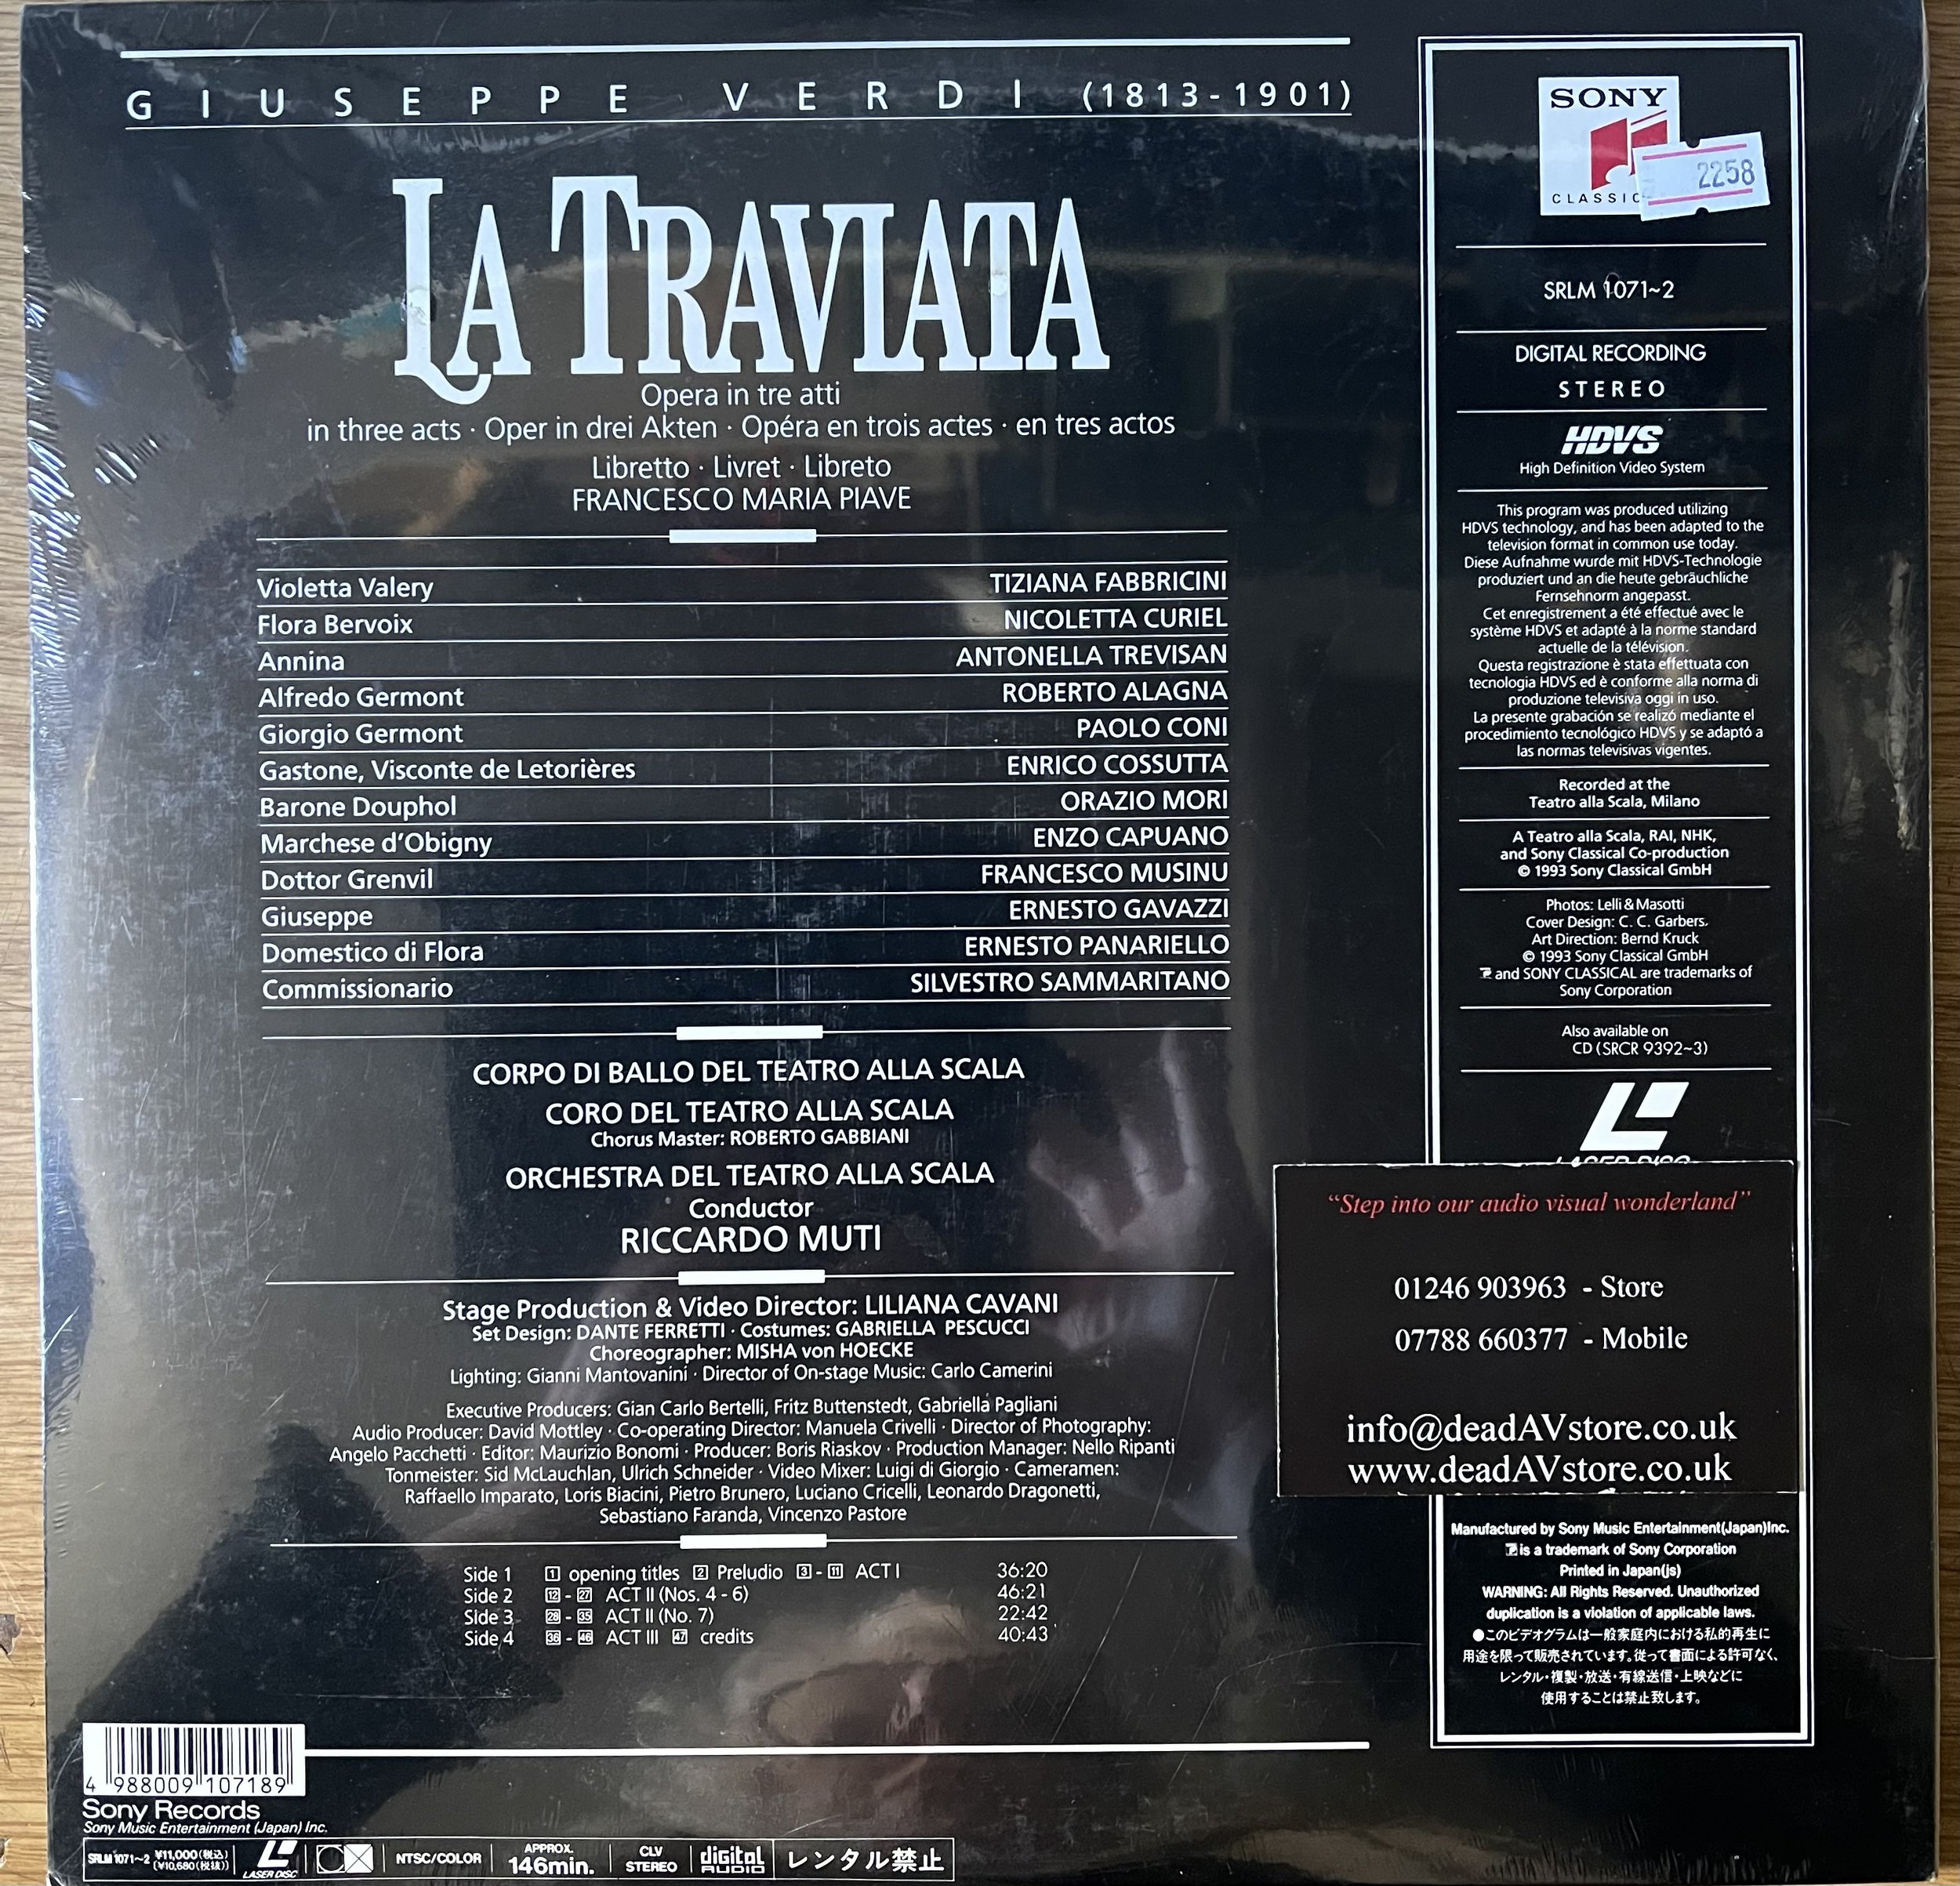 GIUSEPPE VERDI (1813-1901)
LA TRAVIATA
Opera in tre atti
in three acts · Oper in drei Akten · Opéra en trois actes · en tres actos
Libretto · Livret · Libreto
FRANCESCO MARIA PIAVE
Violetta Valery TIZIANA FABBRICINI
Flora Bervoix NICOLETTA CURIEL
Annina ANTONELLA TREVISAN
Alfredo Germont ROBERTO ALAGNA
Giorgio Germont PAOLO CONI
Gastone, Visconte de Letorières ENRICO COSSUTTA
Barone Douphol ORAZIO MORI
Marchese d'Obigny ENZO CAPUANO
Dottor Grenvil FRANCESCO MUSINU
Giuseppe ERNESTO GAVAZZI
Domestico di Flora ERNESTO PANARIELLO
Commissionario SILVESTRO SAMMARITANO
CORPO DI BALLO DEL TEATRO ALLA SCALA
CORO DEL TEATRO ALLA SCALA
Chorus Master: ROBERTO GABBIANI
ORCHESTRA DEL TEATRO ALLA SCALA
Conductor
RICCARDO MUTI
Stage Production & Video Director: LILIANA CAVANI
Set Design: DANTE FERRETTI · Costumes: GABRIELLA PESCUCCI
Choreographer: MISHA von HOECKE
Lighting: Gianni Mantovanini · Director of On-stage Music: Carlo Camerini
Executive Producers: Gian Carlo Bertelli, Fritz Buttenstedt, Gabriella Pagliani
Audio Producer: David Mottley · Co-operating Director: Manuela Crivelli · Director of Photography:
Angelo Pacchetti · Editor: Maurizio Bonomi · Producer: Boris Riaskov · Production Manager: Nello Ripanti
Tonmeister: Sid McLauchlan, Ulrich Schneider · Video Mixer: Luigi di Giorgio · Cameramen:
Raffaello Imparato, Loris Biacini, Pietro Brunero, Luciano Cricelli, Leonardo Dragonetti,
Sebastiano Faranda, Vincenzo Pastore
Side 1 1 opening titles 2 Preludio 3 - 11 ACT I 36:20
Side 2 12 - 27 ACT II (Nos. 4 - 6) 46:21
Side 3 28 - 35 ACT II (No. 7) 22:42
Side 4 36 - 46 ACT III 47 credits 40:43
4 988009 107189
Sony Records
Sony Music Entertainment (Japan) Inc.
SRLM 1071~2 ¥11,000(税込) (¥10,680(税抜)) LASER DISC NTSC/COLOR APPROX. 146min. CLV STEREO digital AUDIO レンタル禁止
SONY
CLASSIC
2258
SRLM 1071~2
DIGITAL RECORDING
STEREO
HDVS
High Definition Video System
This program was produced utilizing
HDVS technology, and has been adapted to the
television format in common use today.
Diese Aufnahme wurde mit HDVS-Technologie
produziert und an die heute gebräuchliche
Fernsehnorm angepasst.
Cet enregistrement a été effectué avec le
système HDVS et adapté à la norme standard
actuelle de la télévision.
Questa registrazione è stata effettuata con
tecnologia HDVS ed è conforme alla norma di
produzione televisiva oggi in uso.
La presente grabación se realizó mediante el
procedimiento tecnológico HDVS y se adaptó a
las normas televisivas vigentes.
Recorded at the
Teatro alla Scala, Milano
A Teatro alla Scala, RAI, NHK,
and Sony Classical Co-production
© 1993 Sony Classical GmbH
Photos: Lelli & Masotti
Cover Design: C. C. Garbers.
Art Direction: Bernd Kruck
© 1993 Sony Classical GmbH
and SONY CLASSICAL are trademarks of
Sony Corporation
Also available on
CD (SRCR 9392~3)
LASER DISC
“Step into our audio visual wonderland”
01246 903963 - Store
07788 660377 - Mobile
info@deadAVstore.co.uk
www.deadAVstore.co.uk
Manufactured by Sony Music Entertainment(Japan)Inc.
is a trademark of Sony Corporation
Printed in Japan(js)
WARNING: All Rights Reserved. Unauthorized
duplication is a violation of applicable laws.
●このビデオグラムは一般家庭内における私的再生に
用途を限って販売されています。従って書面による許可なく、
レンタル・複製・放送・有線送信・上映などに
使用することは禁止致します。